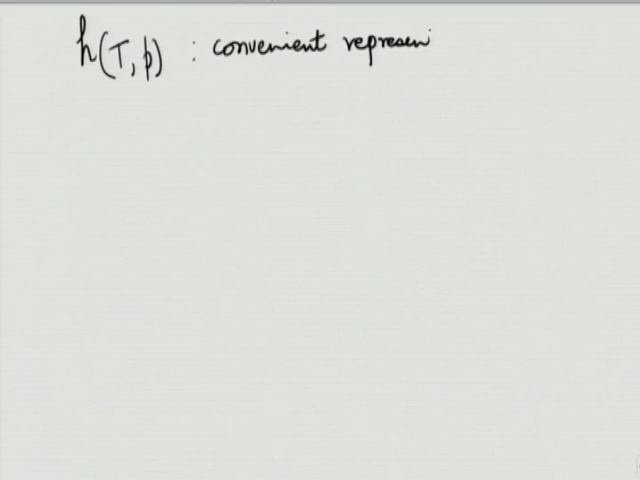 h(T, p) : convenient represen